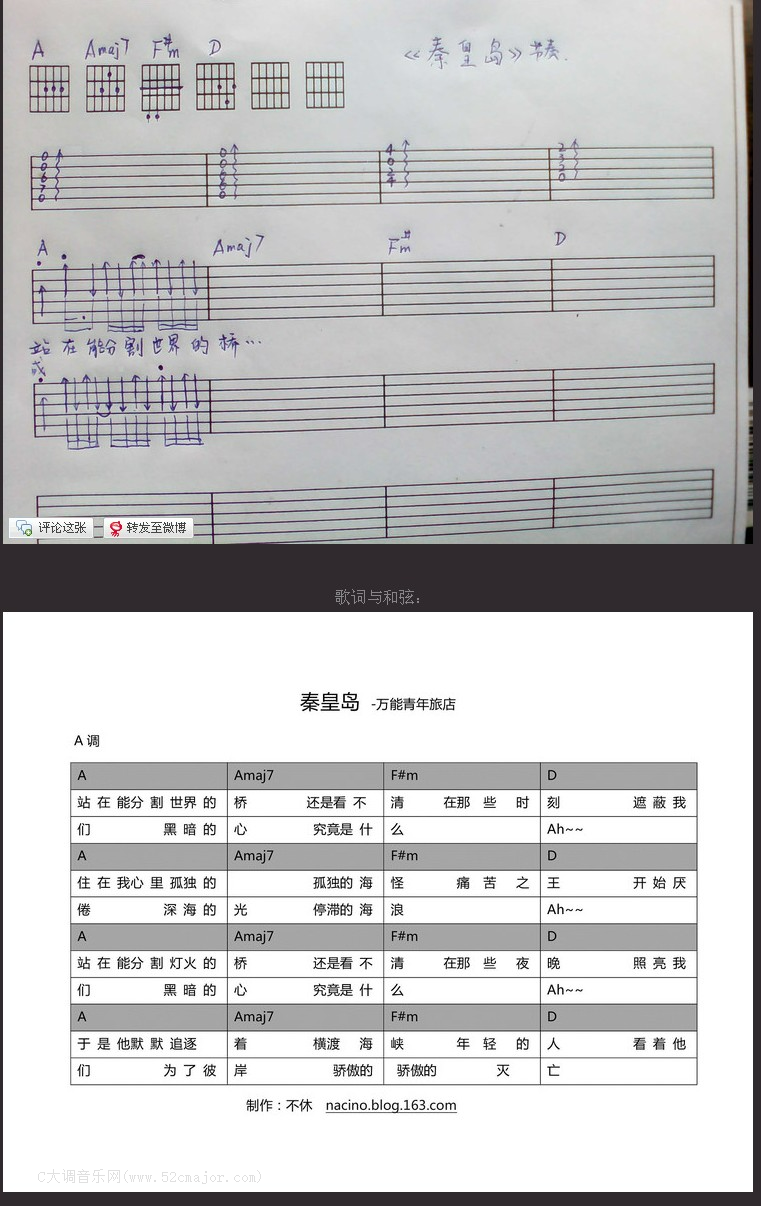 A Amaj7 F#m D 《秦皇岛》节奏.
0 0 4 2
0 0 0 3
6 6 2 2
7 6 4 0
0 0
A Amaj7 F#m D
站 在 能分 割 世 界 的 桥 …
或
评论这张 转发至微博
歌词与和弦：
秦皇岛 -万能青年旅店
A 调
A Amaj7 F#m D
站 在 能分 割 世界 的 桥 还是看 不 清 在那 些 时 刻 遮 蔽 我
们 黑 暗 的 心 究竟是 什 么 Ah~~
A Amaj7 F#m D
住 在 我心 里 孤独 的 孤独的 海 怪 痛 苦 之 王 开 始 厌
倦 深 海 的 光 停滞的 海 浪 Ah~~
A Amaj7 F#m D
站 在 能分 割 灯火 的 桥 还是看 不 清 在那 些 夜 晚 照 亮 我
们 黑 暗 的 心 究竟是 什 么 Ah~~
A Amaj7 F#m D
于 是 他默 默 追逐 着 横渡 海 峡 年 轻 的 人 看 着 他
们 为 了 彼 岸 骄傲的 骄傲的 灭 亡
制作：不休 nacino.blog.163.com
C大调音乐网(www.52cmajor.com)